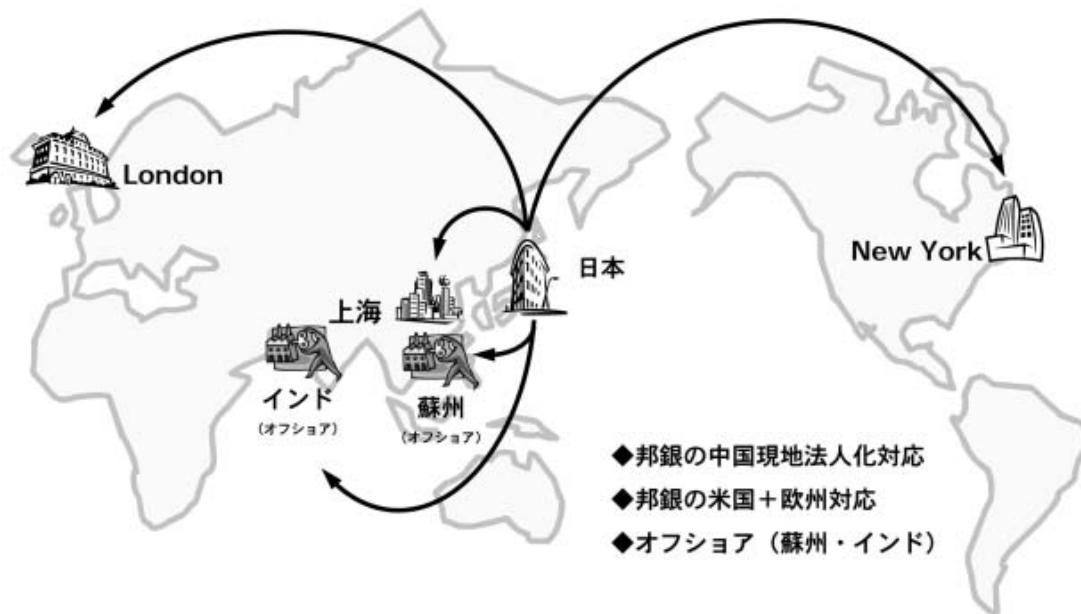 London
New York
日本
上海
インド
(オフショア)
蘇州
(オフショア)
◆邦銀の中国現地法人化対応
◆邦銀の米国＋欧州対応
◆オフショア（蘇州・インド）